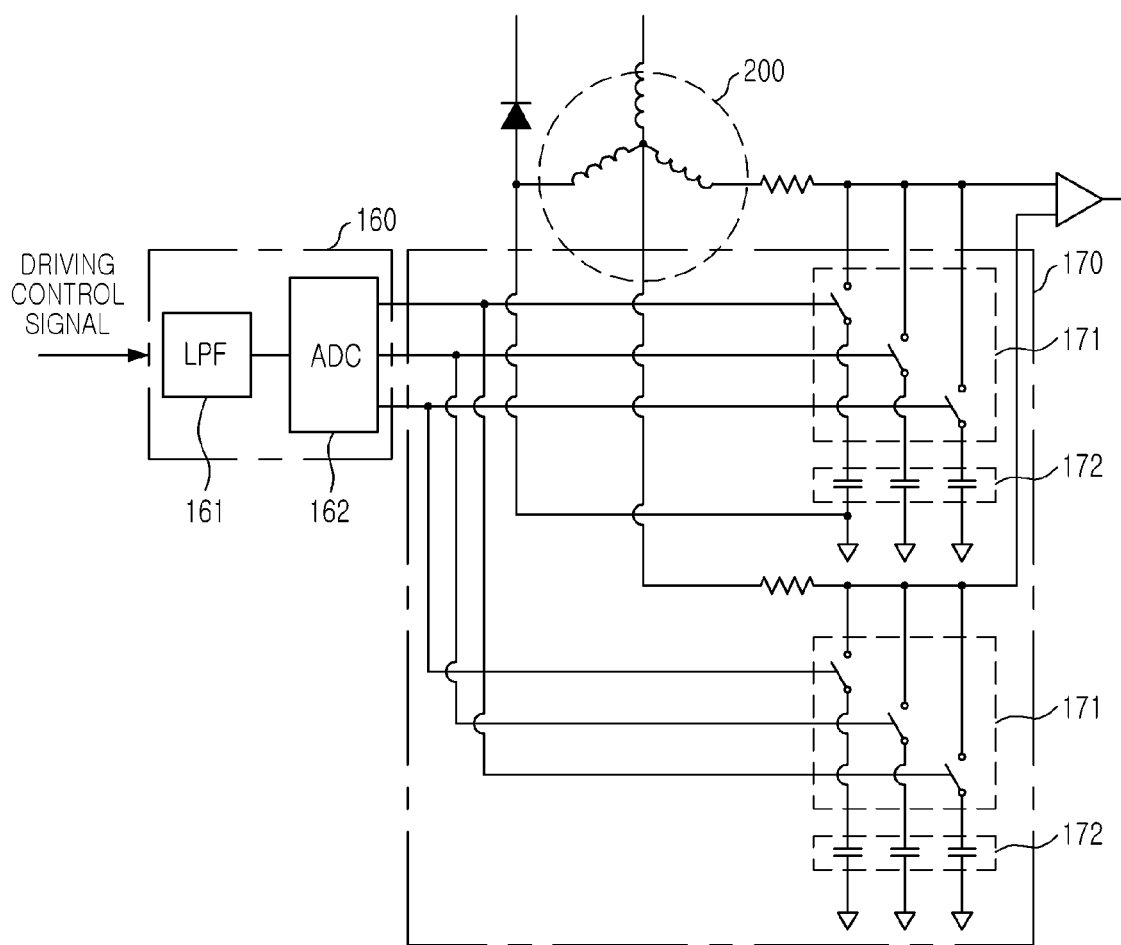 200
160
DRIVING
CONTROL
SIGNAL
LPF
ADC
170
171
172
161
162
171
172